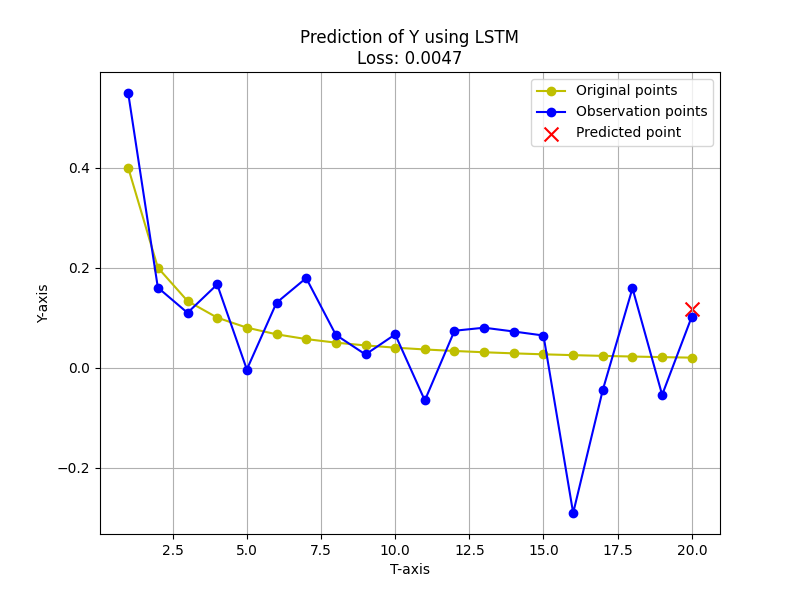 Prediction of Y using LSTM
Loss: 0.0047
Original points
Observation points
Predicted point
Y-axis
0.4
0.2
0.0
−0.2
2.5 5.0 7.5 10.0 12.5 15.0 17.5 20.0
T-axis